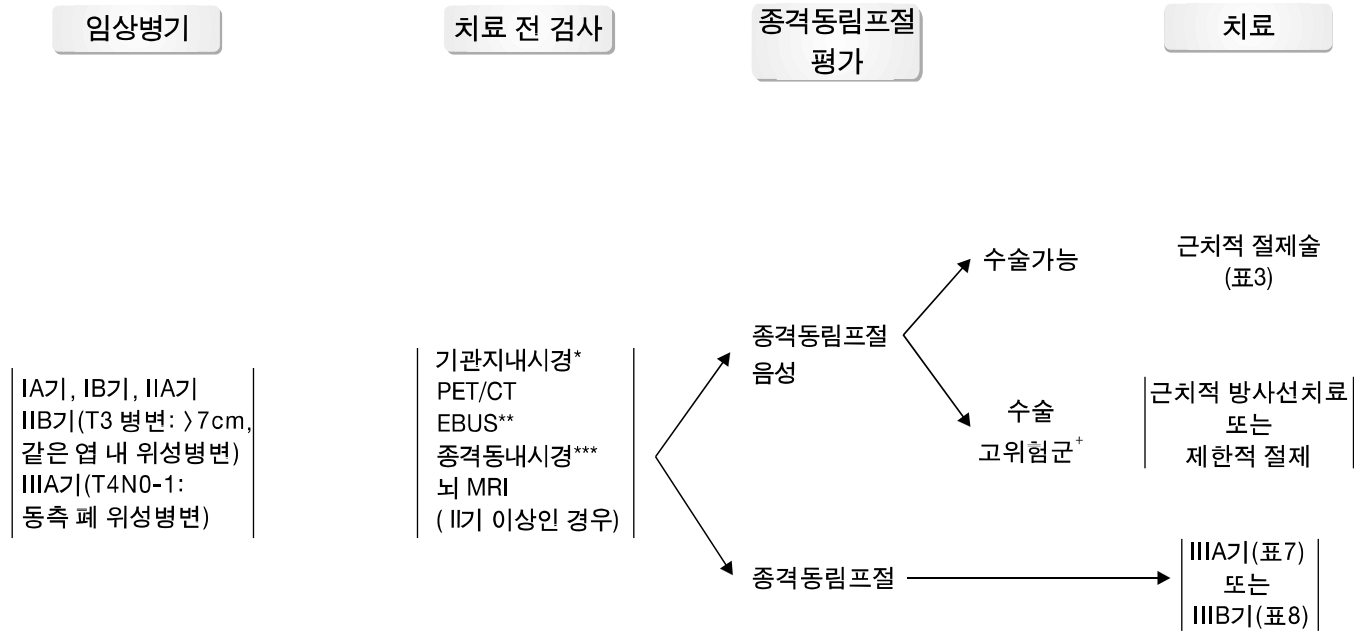 임상병기
치료 전 검사
종격동림프절
평가
치료
IA기, IB기, IIA기
IIB기(T3 병변: 〉7cm,
같은 엽 내 위성병변)
IIIA기(T4N0-1:
동측 폐 위성병변)
기관지내시경*
PET/CT
EBUS**
종격동내시경***
뇌 MRI
( II기 이상인 경우)
종격동림프절
음성
수술가능
근치적 절제술
(표3)
수술
고위험군+
근치적 방사선치료
또는
제한적 절제
종격동림프절
IIIA기(표7)
또는
IIIB기(표8)